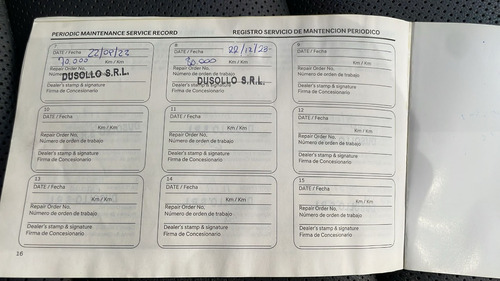 PERIODIC MAINTENANCE SERVICE RECORD
REGISTRO SERVICIO DE MANTENCION PERIODICO
7
DATE / Fecha 22/08/23
70.000 Km / Km
Repair Order No.
Número de orden de trabajo
DUSOLLO S.R.L.
Dealer's stamp & signature
Firma de Concesionario
8
DATE / Fecha 22/12/23
80.000 Km / Km
Repair Order No.
Número de orden de trabajo
DUSOLLO S.R.L.
Dealer's stamp & signature
Firma de Concesionario
9
DATE / Fecha
Km / Km
Repair Order No.
Número de orden de trabajo
Dealer's stamp & signature
Firma de Concesionario
10
DATE / Fecha
Km / Km
Repair Order No.
Número de orden de trabajo
Dealer's stamp & signature
Firma de Concesionario
11
DATE / Fecha
Km / Km
Repair Order No.
Número de orden de trabajo
Dealer's stamp & signature
Firma de Concesionario
12
DATE / Fecha
Km / Km
Repair Order No.
Número de orden de trabajo
Dealer's stamp & signature
Firma de Concesionario
13
DATE / Fecha
Km / Km
Repair Order No.
Número de orden de trabajo
Dealer's stamp & signature
Firma de Concesionario
14
DATE / Fecha
Km / Km
Repair Order No.
Número de orden de trabajo
Dealer's stamp & signature
Firma de Concesionario
15
DATE / Fecha
Km / Km
Repair Order No.
Número de orden de trabajo
Dealer's stamp & signature
Firma de Concesionario
16